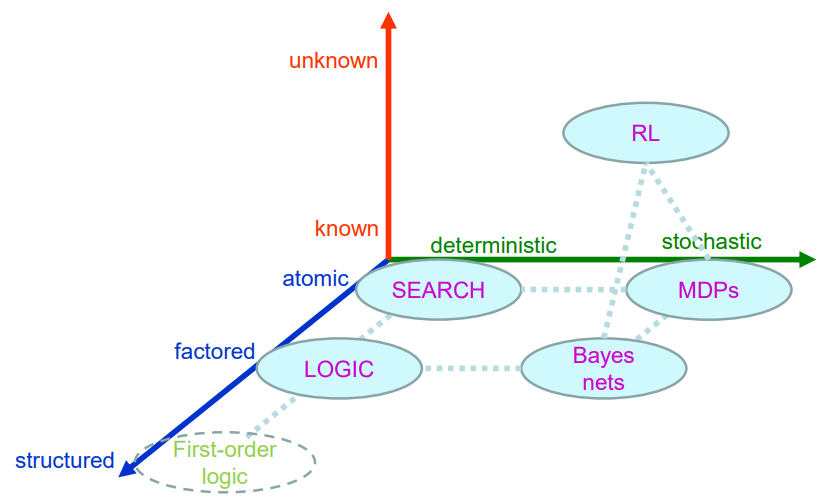 unknown
RL
known
deterministic
stochastic
atomic
SEARCH
MDPs
factored
LOGIC
Bayes
nets
First-order
logic
structured